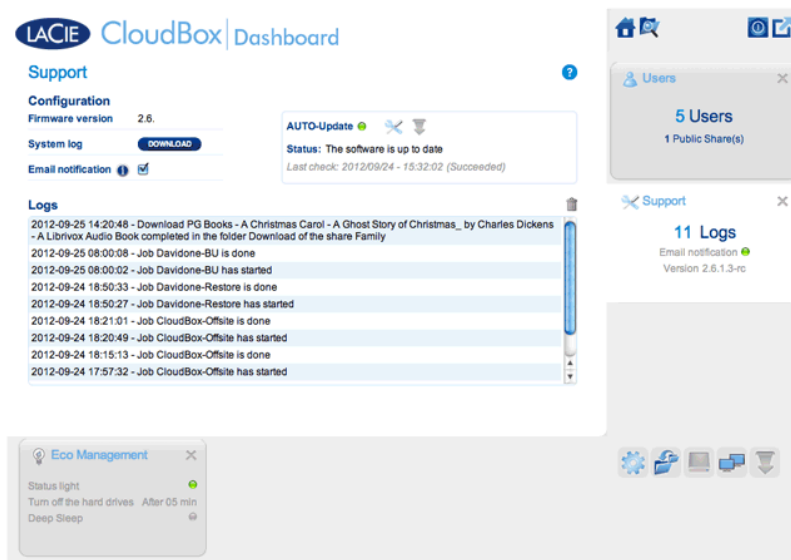 LACIE CloudBox Dashboard
Support
Configuration
Firmware version 2.6.
System log DOWNLOAD
Email notification
AUTO-Update
Status: The software is up to date
Last check: 2012/09/24 - 15:32:02 (Succeeded)
Logs
2012-09-25 14:20:48 - Download PG Books - A Christmas Carol - A Ghost Story of Christmas_ by Charles Dickens
- A Librivox Audio Book completed in the folder Download of the share Family
2012-09-25 08:00:08 - Job Davidone-BU is done
2012-09-25 08:00:02 - Job Davidone-BU has started
2012-09-24 18:50:33 - Job Davidone-Restore is done
2012-09-24 18:50:27 - Job Davidone-Restore has started
2012-09-24 18:21:01 - Job CloudBox-Offsite is done
2012-09-24 18:20:49 - Job CloudBox-Offsite has started
2012-09-24 18:15:13 - Job CloudBox-Offsite is done
2012-09-24 17:57:32 - Job CloudBox-Offsite has started
Users
5 Users
1 Public Share(s)
Support
11 Logs
Email notification
Version 2.6.1.3-rc
Eco Management
Status light
Turn off the hard drives After 05 min
Deep Sleep